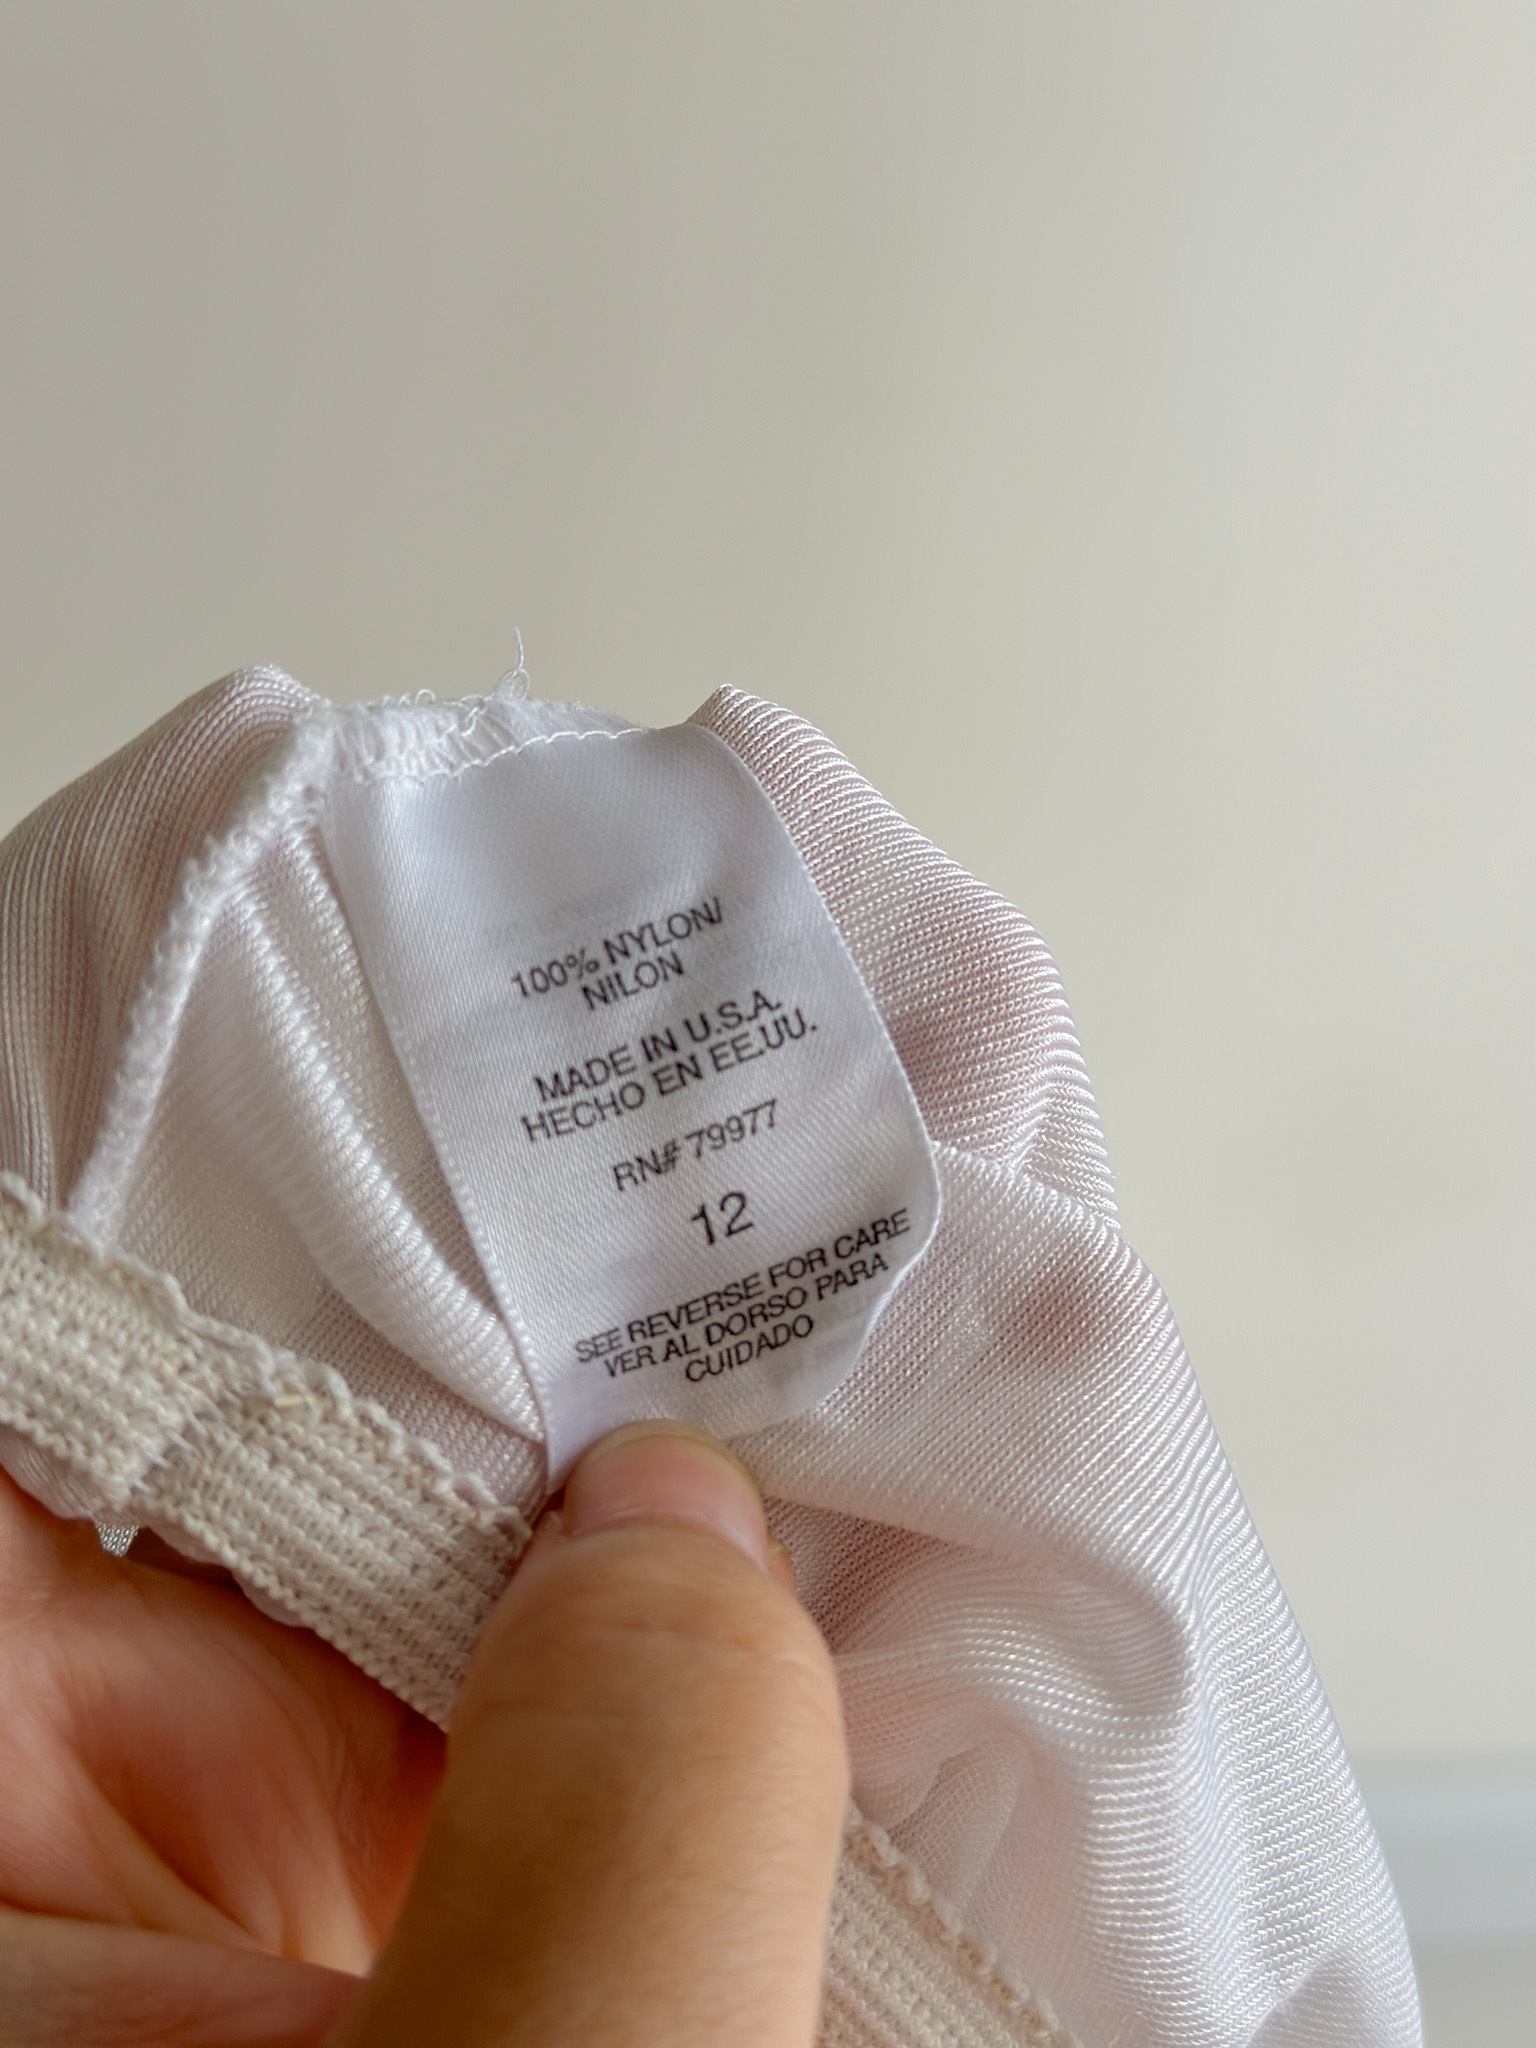 100% NYLON/
NILON
MADE IN U.S.A.
HECHO EN EE.UU.
RN# 79977
12
SEE REVERSE FOR CARE
VER AL DORSO PARA
CUIDADO